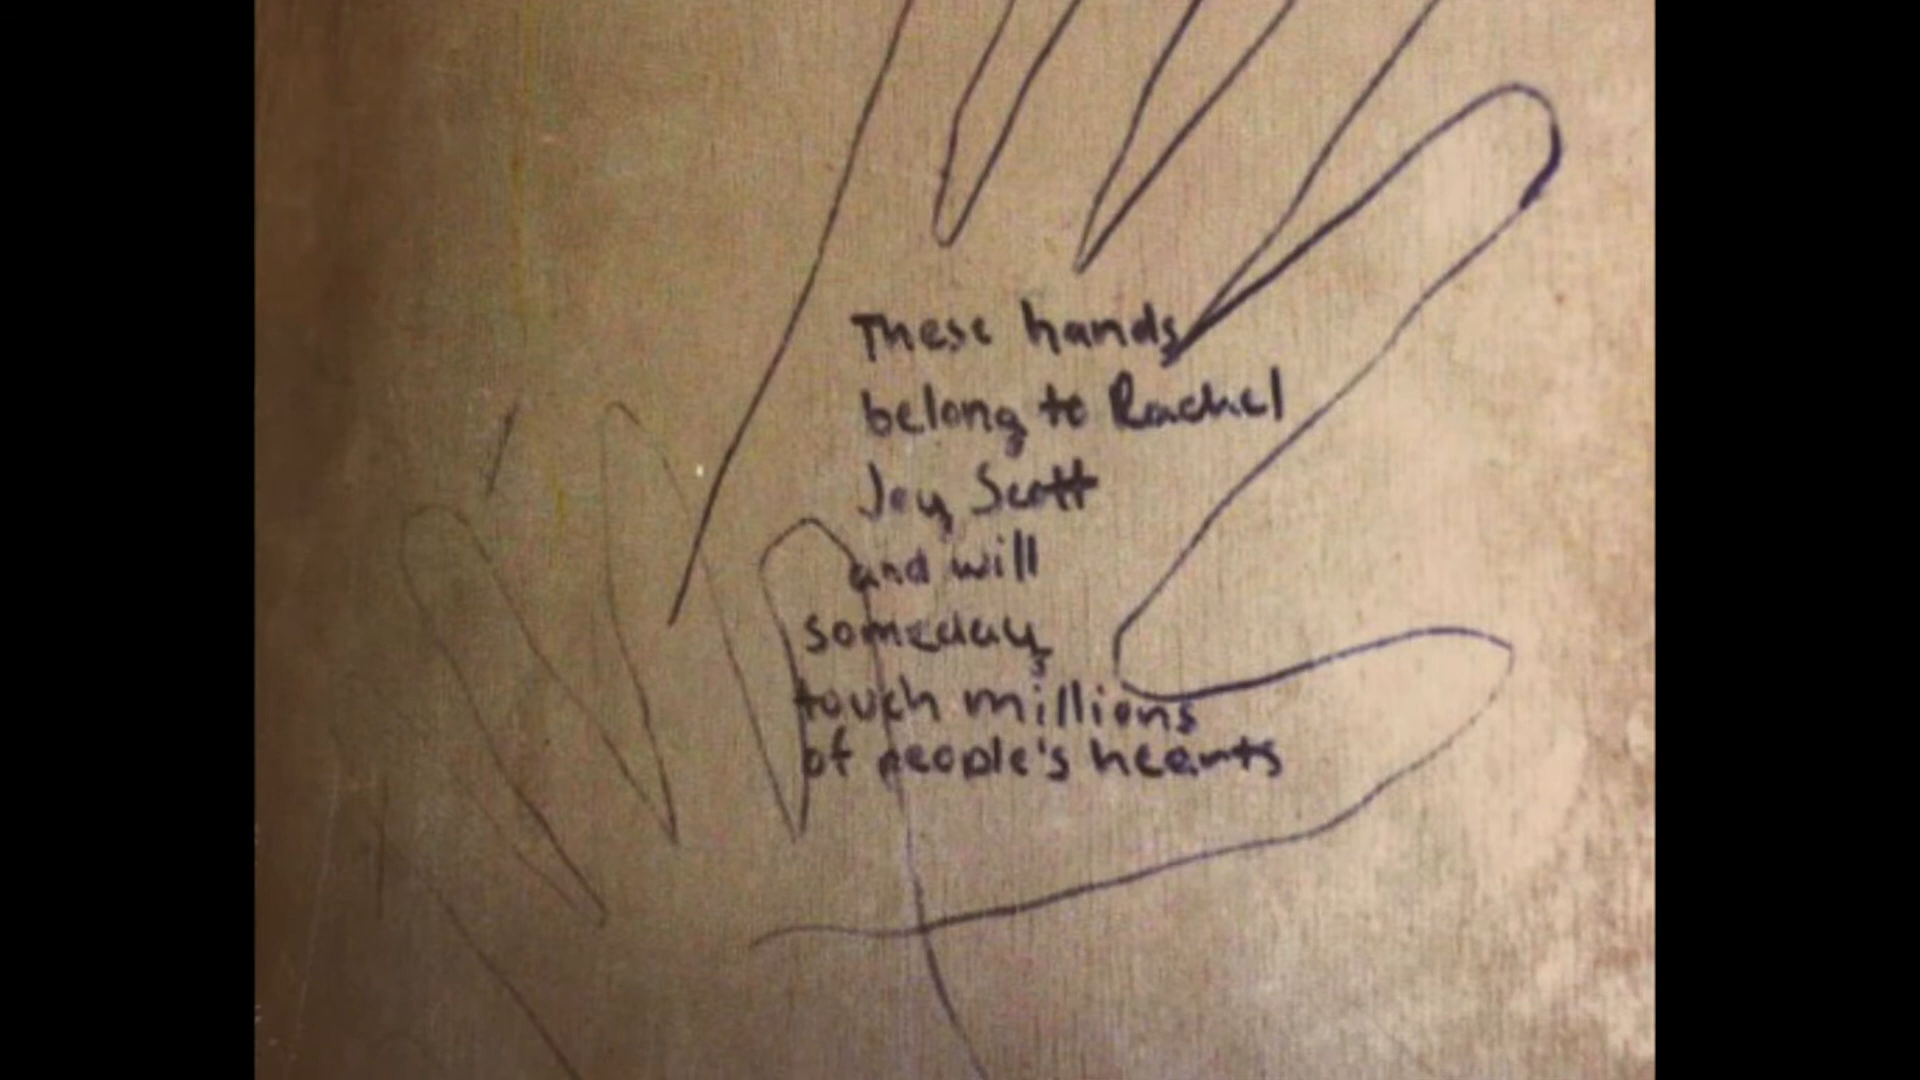 These hands
belong to Rachel
Joy Scott
and will
someday
touch millions
of people's hearts